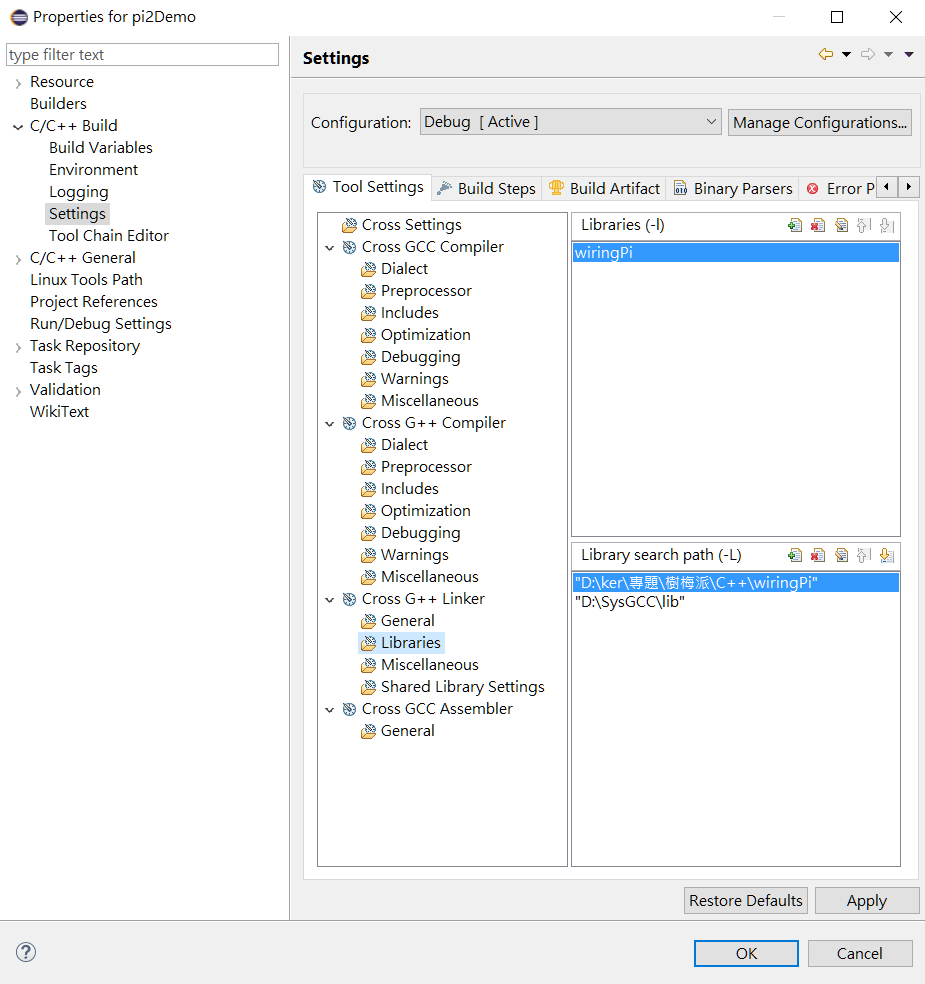 Properties for pi2Demo
type filter text
Resource
Builders
C/C++ Build
Build Variables
Environment
Logging
Settings
Tool Chain Editor
C/C++ General
Linux Tools Path
Project References
Run/Debug Settings
Task Repository
Task Tags
Validation
WikiText
Settings
Configuration: Debug [ Active ] Manage Configurations...
Tool Settings Build Steps Build Artifact Binary Parsers Error P
Cross Settings
Cross GCC Compiler
Dialect
Preprocessor
Includes
Optimization
Debugging
Warnings
Miscellaneous
Cross G++ Compiler
Dialect
Preprocessor
Includes
Optimization
Debugging
Warnings
Miscellaneous
Cross G++ Linker
General
Libraries
Miscellaneous
Shared Library Settings
Cross GCC Assembler
General
Libraries (-l)
wiringPi
Library search path (-L)
"D:\ker\專題\樹梅派\C++\wiringPi"
"D:\SysGCC\lib"
Restore Defaults Apply
OK Cancel